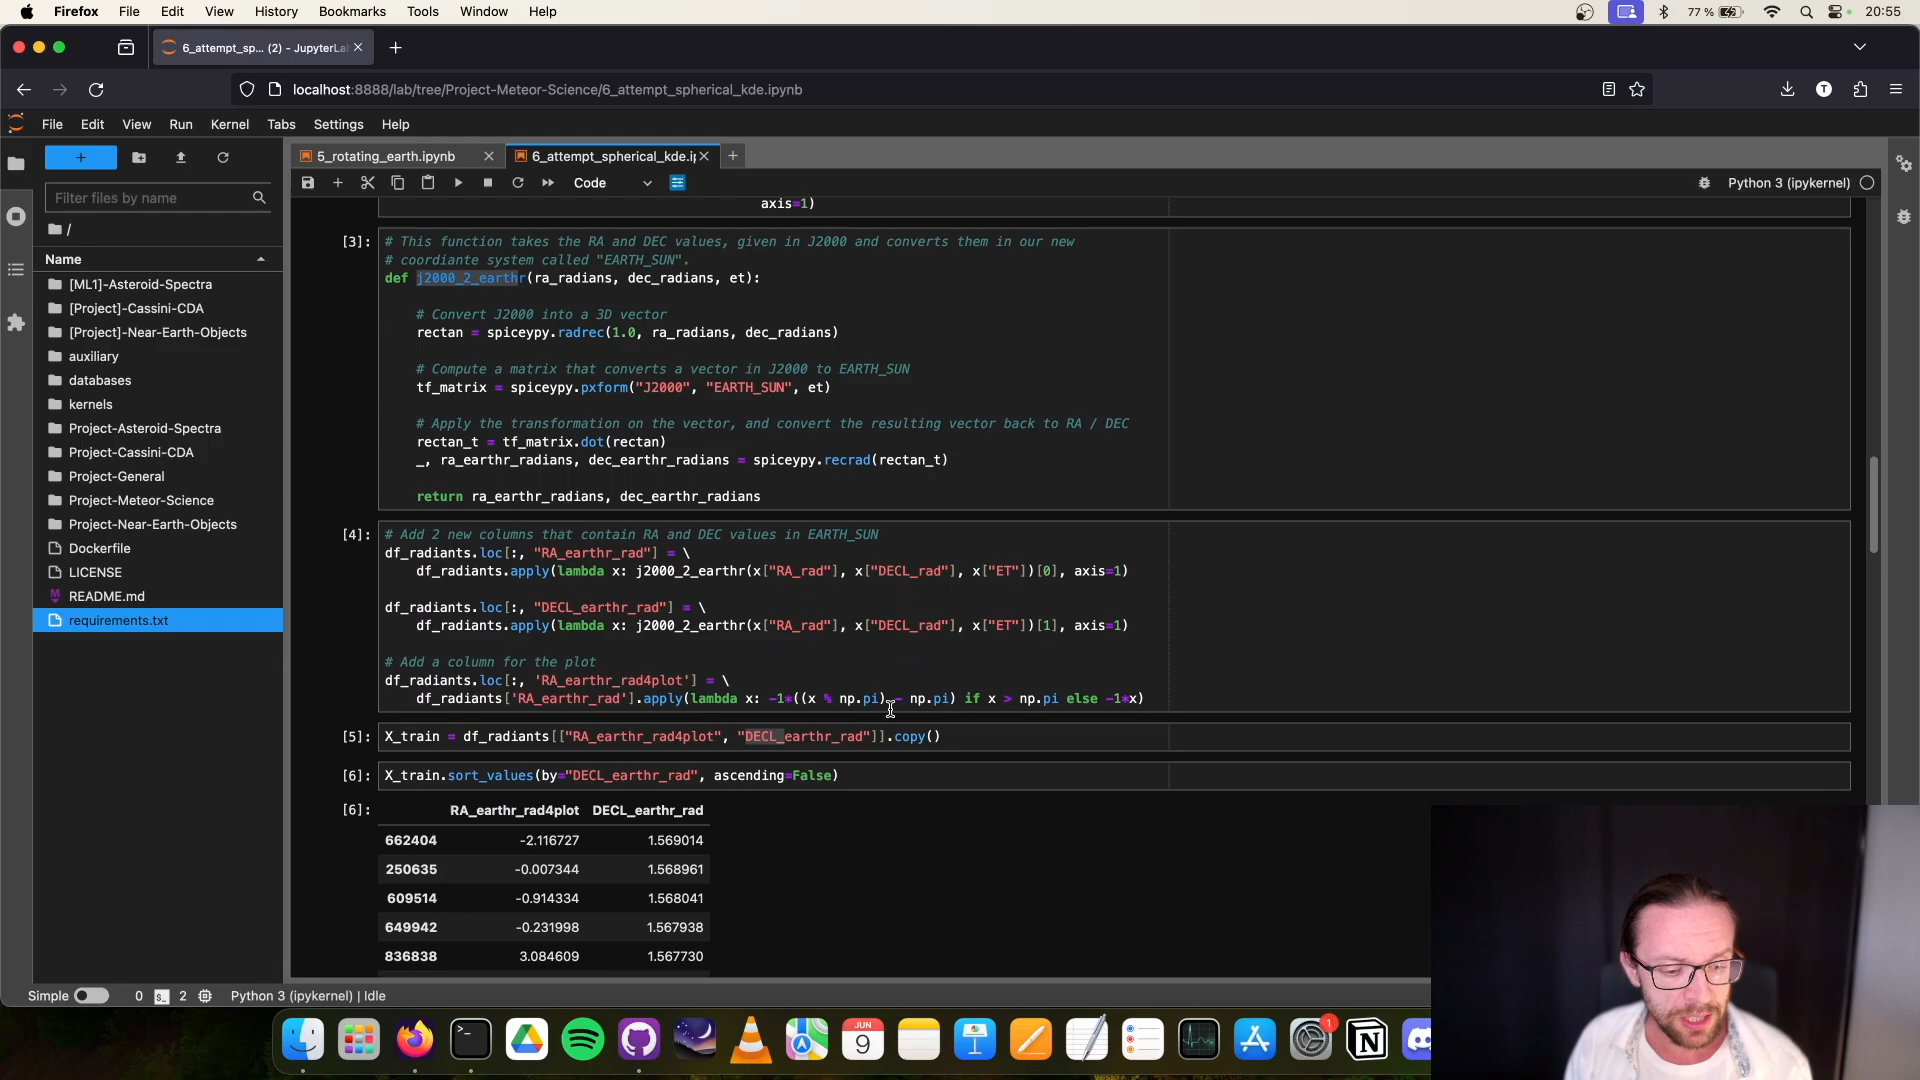 Firefox File Edit View History Bookmarks Tools Window Help 77 % 20:55
6_attempt_sp... (2) - JupyterLa
localhost:8888/lab/tree/Project-Meteor-Science/6_attempt_spherical_kde.ipynb T
File Edit View Run Kernel Tabs Settings Help
5_rotating_earth.ipynb 6_attempt_spherical_kde.i
Code Python 3 (ipykernel)
Filter files by name
/
Name
[ML1]-Asteroid-Spectra
[Project]-Cassini-CDA
[Project]-Near-Earth-Objects
auxiliary
databases
kernels
Project-Asteroid-Spectra
Project-Cassini-CDA
Project-General
Project-Meteor-Science
Project-Near-Earth-Objects
Dockerfile
LICENSE
README.md
requirements.txt
axis=1)
[3]: # This function takes the RA and DEC values, given in J2000 and converts them in our new
# coordiante system called "EARTH_SUN".
def j2000_2_earthr(ra_radians, dec_radians, et):
# Convert J2000 into a 3D vector
rectan = spiceypy.radrec(1.0, ra_radians, dec_radians)
# Compute a matrix that converts a vector in J2000 to EARTH_SUN
tf_matrix = spiceypy.pxform("J2000", "EARTH_SUN", et)
# Apply the transformation on the vector, and convert the resulting vector back to RA / DEC
rectan_t = tf_matrix.dot(rectan)
_, ra_earthr_radians, dec_earthr_radians = spiceypy.recrad(rectan_t)
return ra_earthr_radians, dec_earthr_radians
[4]: # Add 2 new columns that contain RA and DEC values in EARTH_SUN
df_radiants.loc[:, "RA_earthr_rad"] = \
df_radiants.apply(lambda x: j2000_2_earthr(x["RA_rad"], x["DECL_rad"], x["ET"])[0], axis=1)
df_radiants.loc[:, "DECL_earthr_rad"] = \
df_radiants.apply(lambda x: j2000_2_earthr(x["RA_rad"], x["DECL_rad"], x["ET"])[1], axis=1)
# Add a column for the plot
df_radiants.loc[:, 'RA_earthr_rad4plot'] = \
df_radiants['RA_earthr_rad'].apply(lambda x: -1*((x % np.pi) - np.pi) if x > np.pi else -1*x)
[5]: X_train = df_radiants[["RA_earthr_rad4plot", "DECL_earthr_rad"]].copy()
[6]: X_train.sort_values(by="DECL_earthr_rad", ascending=False)
[6]: RA_earthr_rad4plot DECL_earthr_rad
662404 -2.116727 1.569014
250635 -0.007344 1.568961
609514 -0.914334 1.568041
649942 -0.231998 1.567938
836838 3.084609 1.567730
Simple 0 2 Python 3 (ipykernel) | Idle
JUN
9
1